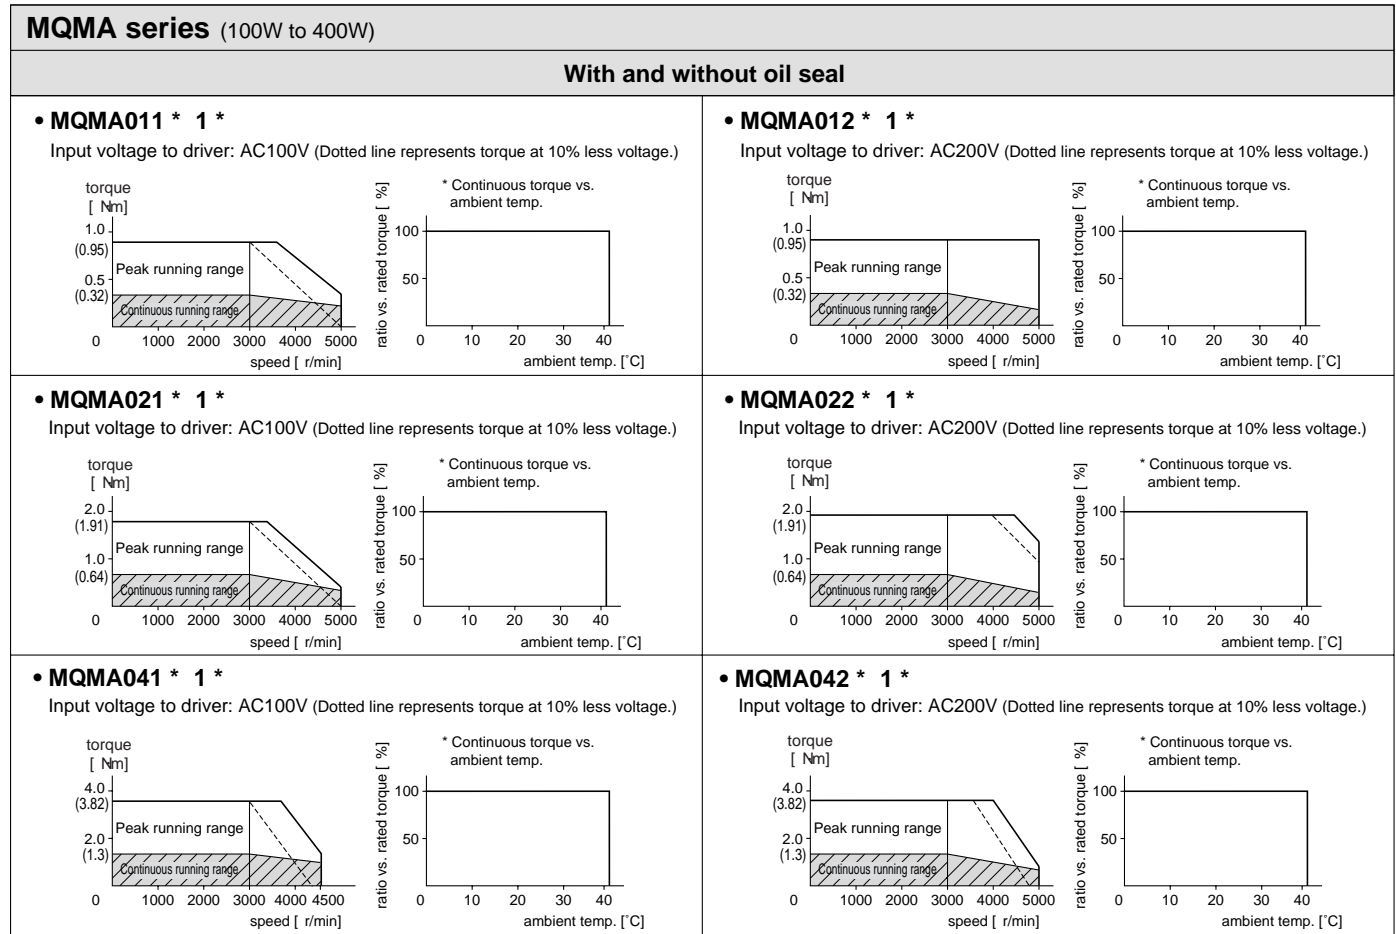 MQMA series (100W to 400W)
With and without oil seal
• MQMA011 * 1 *
Input voltage to driver: AC100V (Dotted line represents torque at 10% less voltage.)
torque
[ Nm]
1.0
(0.95)
0.5
(0.32)
0
Peak running range
Continuous running range
1000 2000 3000 4000 5000
speed [ r/min]
ratio vs. rated torque [ %]
* Continuous torque vs.
ambient temp.
100
50
0 10 20 30 40
ambient temp. [˚C]
• MQMA012 * 1 *
Input voltage to driver: AC200V (Dotted line represents torque at 10% less voltage.)
torque
[ Nm]
1.0
(0.95)
0.5
(0.32)
0
Peak running range
Continuous running range
1000 2000 3000 4000 5000
speed [ r/min]
ratio vs. rated torque [ %]
* Continuous torque vs.
ambient temp.
100
50
0 10 20 30 40
ambient temp. [˚C]
• MQMA021 * 1 *
Input voltage to driver: AC100V (Dotted line represents torque at 10% less voltage.)
torque
[ Nm]
2.0
(1.91)
1.0
(0.64)
0
Peak running range
Continuous running range
1000 2000 3000 4000 5000
speed [ r/min]
ratio vs. rated torque [ %]
* Continuous torque vs.
ambient temp.
100
50
0 10 20 30 40
ambient temp. [˚C]
• MQMA022 * 1 *
Input voltage to driver: AC200V (Dotted line represents torque at 10% less voltage.)
torque
[ Nm]
2.0
(1.91)
1.0
(0.64)
0
Peak running range
Continuous running range
1000 2000 3000 4000 5000
speed [ r/min]
ratio vs. rated torque [ %]
* Continuous torque vs.
ambient temp.
100
50
0 10 20 30 40
ambient temp. [˚C]
• MQMA041 * 1 *
Input voltage to driver: AC100V (Dotted line represents torque at 10% less voltage.)
torque
[ Nm]
4.0
(3.82)
2.0
(1.3)
0
Peak running range
Continuous running range
1000 2000 3000 4000 4500
speed [ r/min]
ratio vs. rated torque [ %]
* Continuous torque vs.
ambient temp.
100
50
0 10 20 30 40
ambient temp. [˚C]
• MQMA042 * 1 *
Input voltage to driver: AC200V (Dotted line represents torque at 10% less voltage.)
torque
[ Nm]
4.0
(3.82)
2.0
(1.3)
0
Peak running range
Continuous running range
1000 2000 3000 4000 5000
speed [ r/min]
ratio vs. rated torque [ %]
* Continuous torque vs.
ambient temp.
100
50
0 10 20 30 40
ambient temp. [˚C]